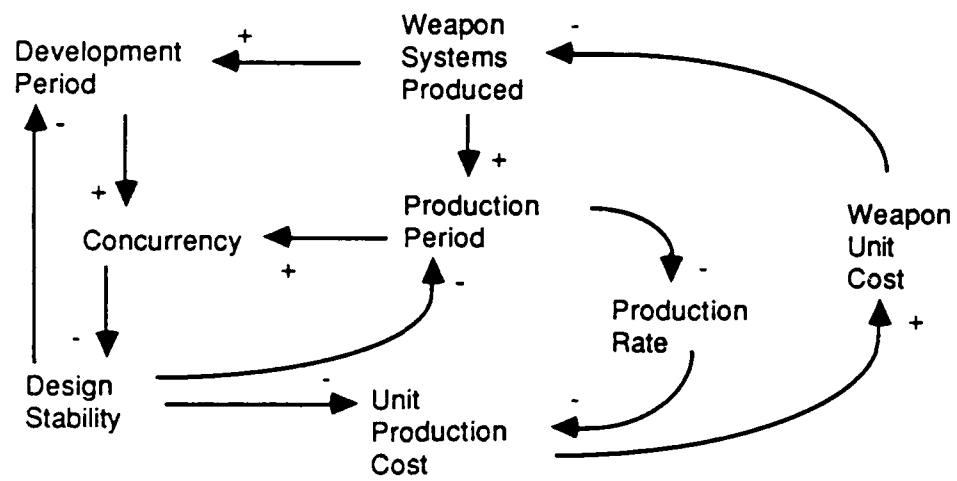 Development
Period
+
Weapon
Systems
Produced
-
-
+
+
Concurrency
+
Production
Period
-
-
Weapon
Unit
Cost
+
Production
Rate
-
Design
Stability
-
-
Unit
Production
Cost